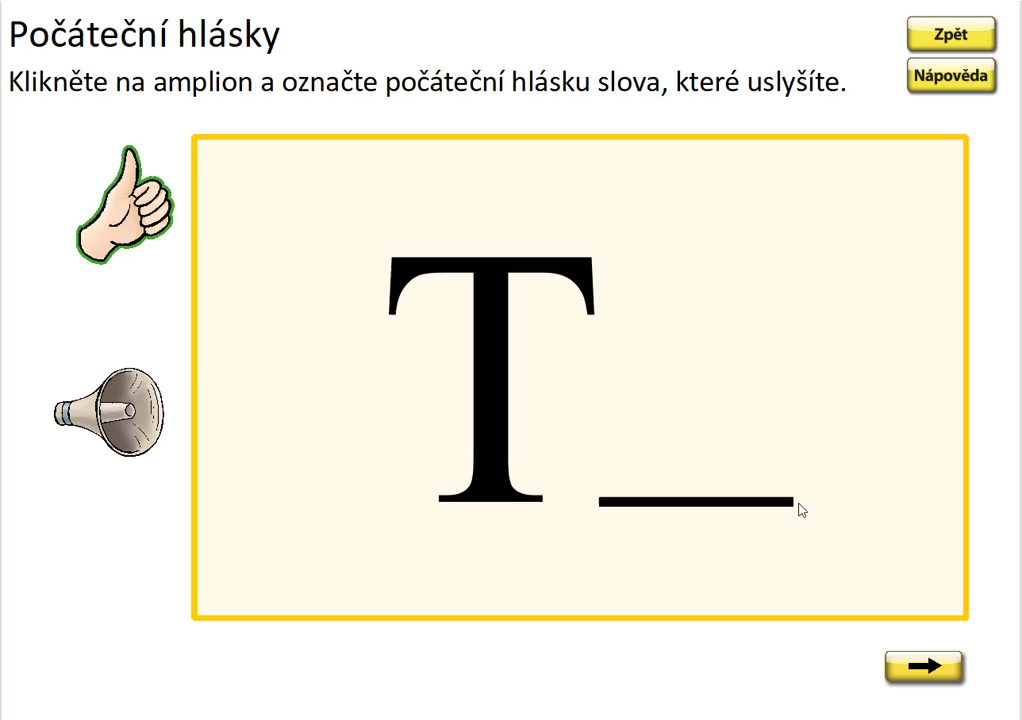 Počáteční hlásky
Zpět
Klikněte na amplion a označte počáteční hlásku slova, které uslyšíte.
Nápověda
T_